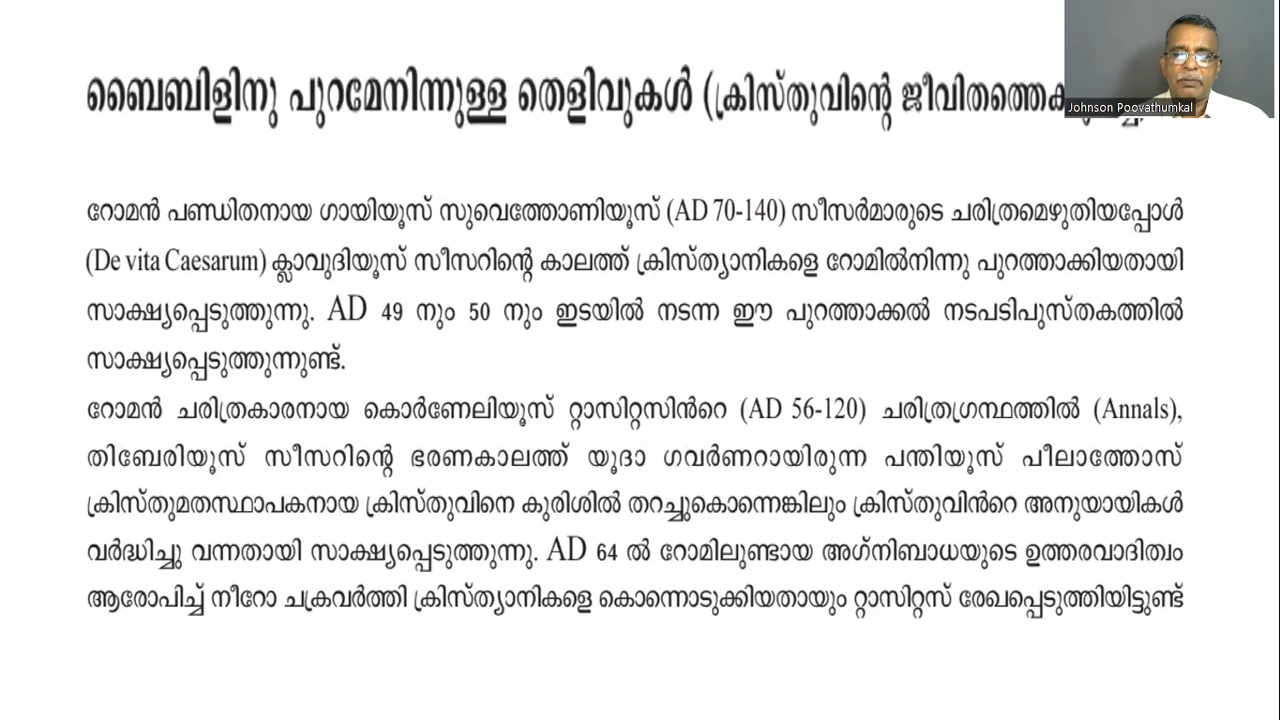 ബൈബിളിനു പുറമേനിന്നുള്ള തെളിവുകൾ (ക്രിസ്തുവിന്റെ
Johnson Poovathumkal
റോമൻ പണ്ഡിതനായ ഗായിയൂസ് സുവെത്തോണിയൂസ് (AD 70-140) സീസർമാരുടെ ചരിത്രമെഴുതിയപ്പോൾ
(De vita Caesarum) ക്ലാവുദിയൂസ് സീസറിന്റെ കാലത്ത് ക്രിസ്ത്യാനികളെ റോമിൽനിന്നു പുറത്താക്കിയതായി
സാക്ഷ്യപ്പെടുത്തുന്നു. AD 49 നും 50 നും ഇടയിൽ നടന്ന ഈ പുറത്താക്കൽ നടപടിപുസ്തകത്തിൽ
സാക്ഷ്യപ്പെടുത്തുന്നുണ്ട്.
റോമൻ ചരിത്രകാരനായ കൊർണേലിയൂസ് റ്റാസിറ്റസിൻറെ (AD 56-120) ചരിത്രഗ്രന്ഥത്തിൽ (Annals),
തിബേരിയൂസ് സീസറിന്റെ ഭരണകാലത്ത് യൂദാ ഗവർണറായിരുന്ന പന്തിയൂസ് പീലാത്തോസ്
ക്രിസ്തുമതസ്ഥാപകനായ ക്രിസ്തുവിനെ കുരിശിൽ തറച്ചുകൊന്നെങ്കിലും ക്രിസ്തുവിൻറെ അനുയായികൾ
വർദ്ധിച്ചു വന്നതായി സാക്ഷ്യപ്പെടുത്തുന്നു. AD 64 ൽ റോമിലുണ്ടായ അഗ്നിബാധയുടെ ഉത്തരവാദിത്വം
ആരോപിച്ച് നീറോ ചക്രവർത്തി ക്രിസ്ത്യാനികളെ കൊന്നൊടുക്കിയതായും റ്റാസിറ്റസ് രേഖപ്പെടുത്തിയിട്ടുണ്ട്